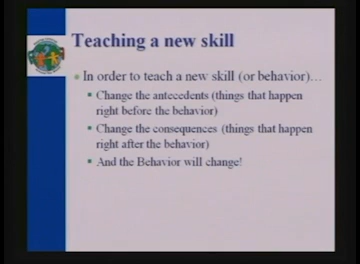 Teaching a new skill
In order to teach a new skill (or behavior)…
Change the antecedents (things that happen
right before the behavior)
Change the consequences (things that happen
right after the behavior)
And the Behavior will change!